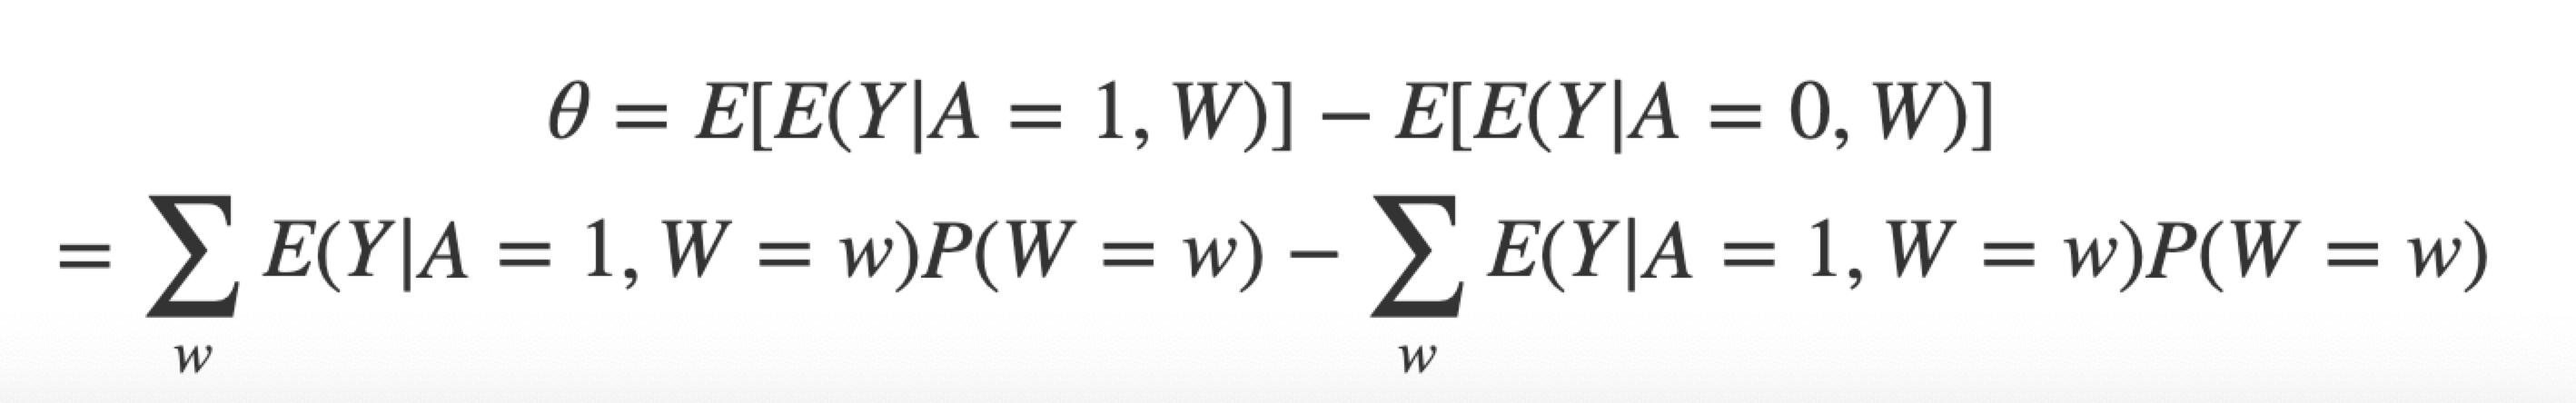 θ = E[E(Y|A = 1, W)] − E[E(Y|A = 0, W)]
= ∑_w E(Y|A = 1, W = w)P(W = w) − ∑_w E(Y|A = 1, W = w)P(W = w)